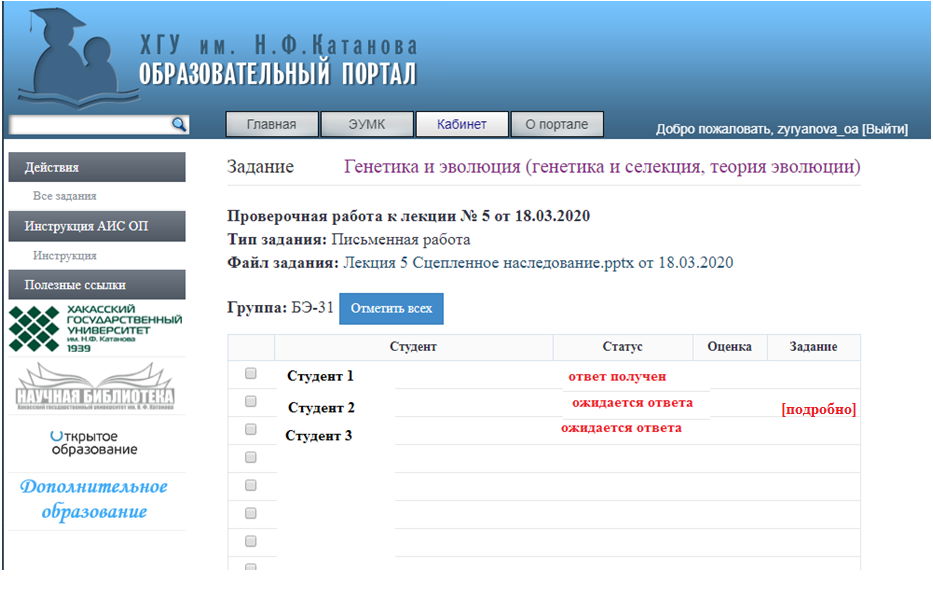 ХГУ им. Н.Ф.Катанова
ОБРАЗОВАТЕЛЬНЫЙ ПОРТАЛ
Главная ЭУМК Кабинет О портале
Добро пожаловать, zyryanova_oa [Выйти]
Действия
Все задания
Инструкция АИС ОП
Инструкция
Полезные ссылки
ХАКАССКИЙ
ГОСУДАРСТВЕННЫЙ
УНИВЕРСИТЕТ
им. Н.Ф. Катанова
1939
НАУЧНАЯ БИБЛИОТЕКА
Хакасский государственный университет им. Н. Ф. Катанова
Открытое
образование
Дополнительное
образование
Задание Генетика и эволюция (генетика и селекция, теория эволюции)
Проверочная работа к лекции № 5 от 18.03.2020
Тип задания: Письменная работа
Файл задания: Лекция 5 Сцепленное наследование.pptx от 18.03.2020
Группа: БЭ-31 Отметить всех
Студент Статус Оценка Задание
Студент 1 ответ получен
Студент 2 ожидается ответа [подробно]
Студент 3 ожидается ответа